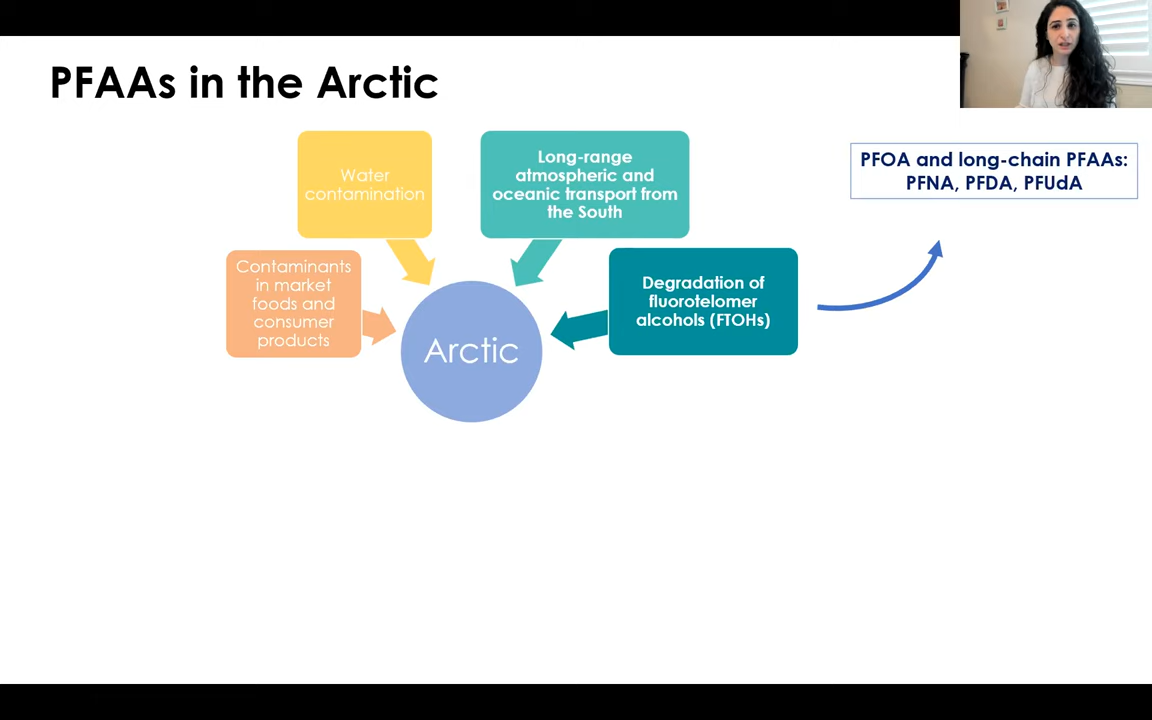 PFAAs in the Arctic
Water
contamination
Long-range
atmospheric and
oceanic transport from
the South
PFOA and long-chain PFAAs:
PFNA, PFDA, PFUdA
Contaminants
in market
foods and
consumer
products
Degradation of
fluorotelomer
alcohols (FTOHs)
Arctic